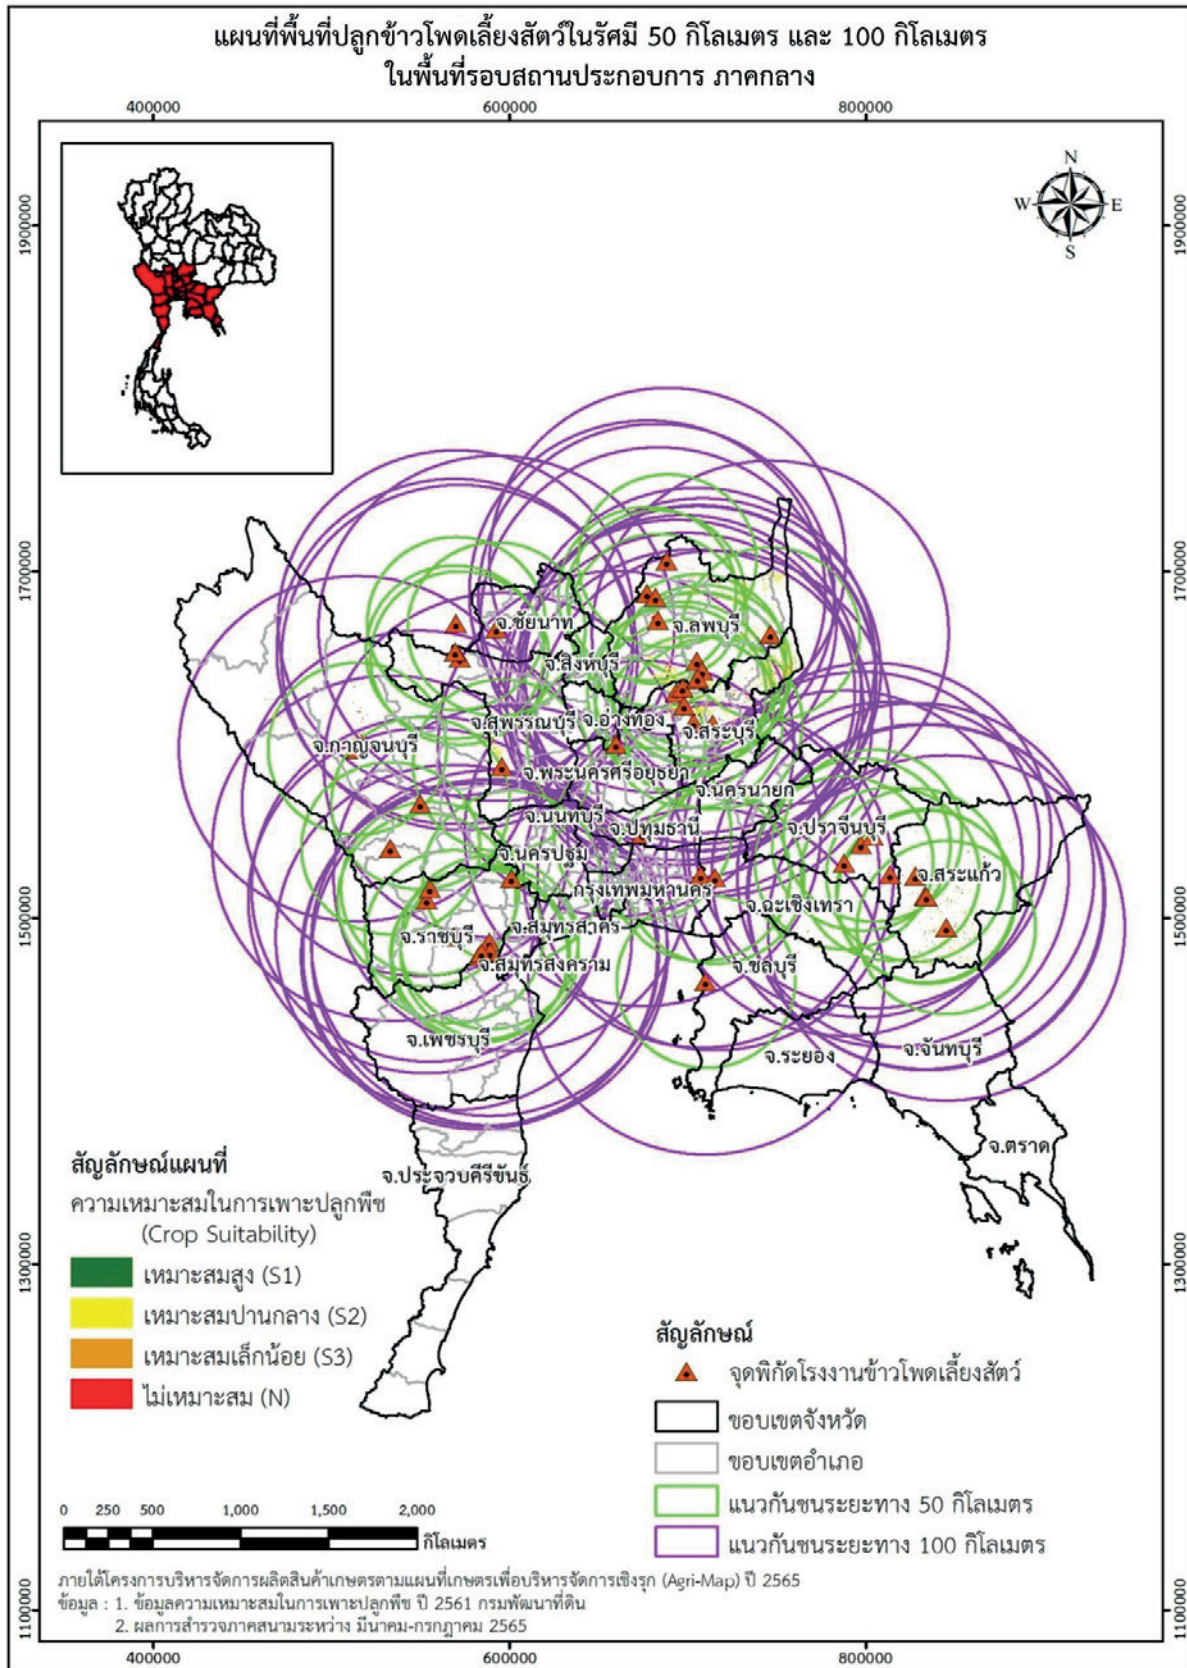 แผนที่พื้นที่ปลูกข้าวโพดเลี้ยงสัตว์ในรัศมี 50 กิโลเมตร และ 100 กิโลเมตร
ในพื้นที่รอบสถานประกอบการ ภาคกลาง
400000 600000 800000
1900000 1900000
N
W E
S
1700000 1700000
จ.ชัยนาท
จ.ลพบุรี
จ.สิงห์บุรี
จ.สุพรรณบุรี จ.อ่างทอง
จ.สระบุรี
จ.กาญจนบุรี
จ.พระนครศรีอยุธยา
จ.นครนายก
จ.นนทบุรี
จ.ปทุมธานี จ.ปราจีนบุรี
จ.นครปฐม
จ.สระแก้ว
กรุงเทพมหานคร
จ.ฉะเชิงเทรา
1500000 1500000
จ.สมุทรสาคร
จ.ราชบุรี
จ.สมุทรสงคราม
จ.ชลบุรี
จ.เพชรบุรี
จ.ระยอง
จ.จันทบุรี
จ.ตราด
จ.ประจวบคีรีขันธ์
1300000 1300000
สัญลักษณ์แผนที่
ความเหมาะสมในการเพาะปลูกพืช
(Crop Suitability)
เหมาะสมสูง (S1)
เหมาะสมปานกลาง (S2)
เหมาะสมเล็กน้อย (S3)
ไม่เหมาะสม (N)
สัญลักษณ์
จุดพิกัดโรงงานข้าวโพดเลี้ยงสัตว์
ขอบเขตจังหวัด
ขอบเขตอำเภอ
แนวกันชนระยะทาง 50 กิโลเมตร
แนวกันชนระยะทาง 100 กิโลเมตร
0 250 500 1,000 1,500 2,000
กิโลเมตร
ภายใต้โครงการบริหารจัดการผลิตสินค้าเกษตรตามแผนที่เกษตรเพื่อบริหารจัดการเชิงรุก (Agri-Map) ปี 2565
ข้อมูล : 1. ข้อมูลความเหมาะสมในการเพาะปลูกพืช ปี 2561 กรมพัฒนาที่ดิน
2. ผลการสำรวจภาคสนามระหว่าง มีนาคม-กรกฎาคม 2565
1100000 1100000
400000 600000 800000